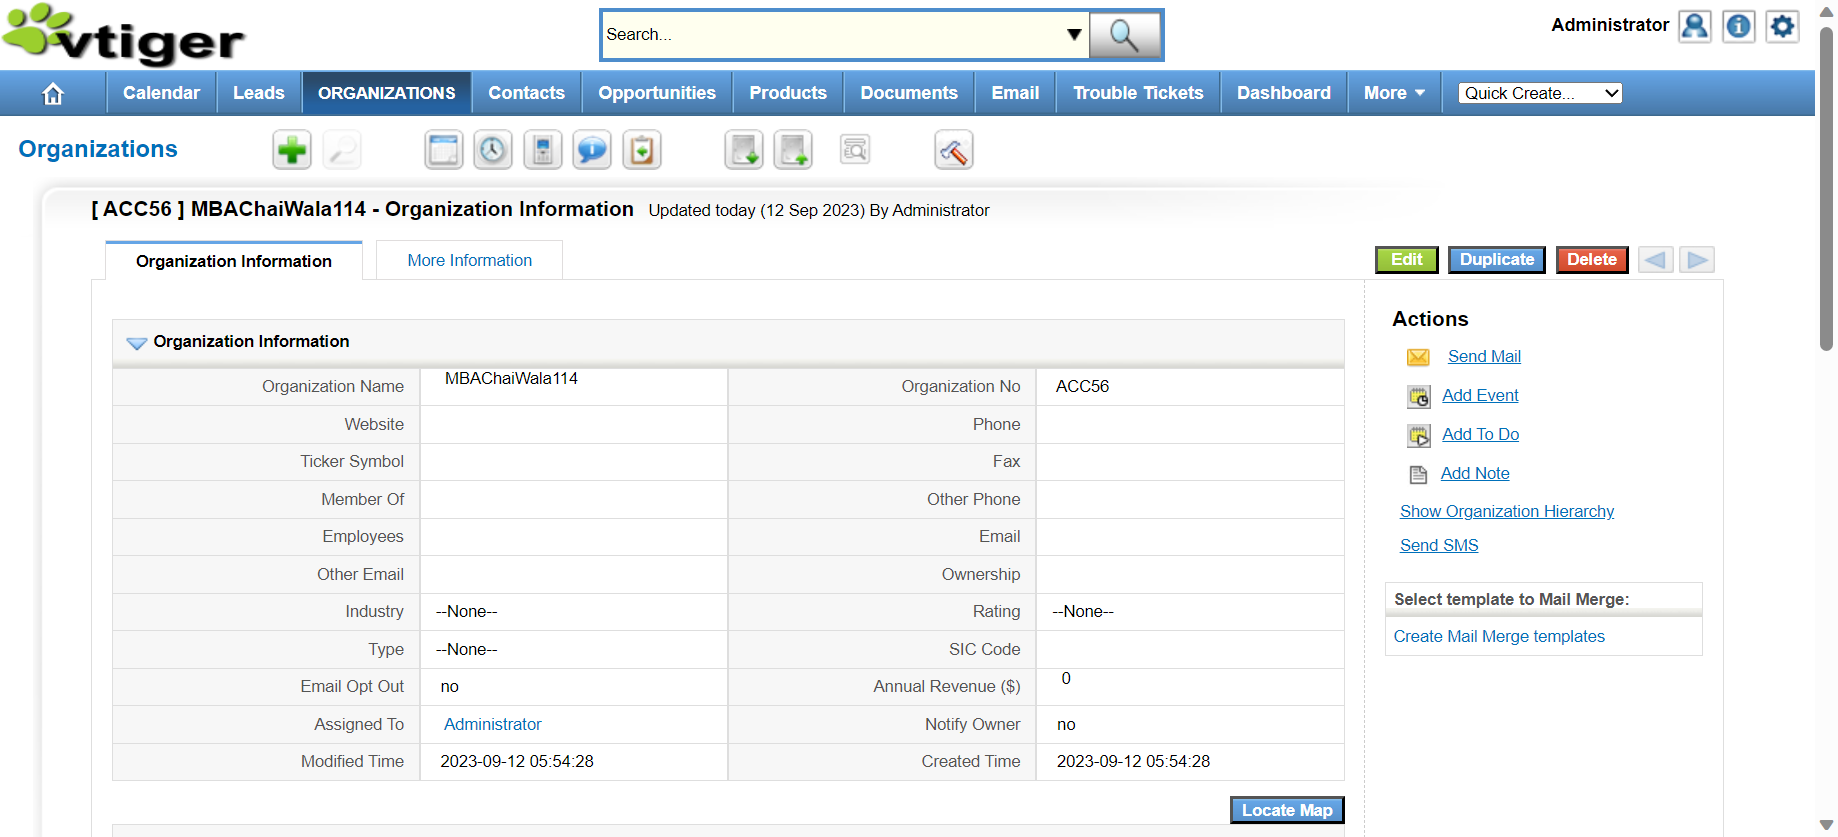 vtiger
Search...
Administrator
Calendar Leads ORGANIZATIONS Contacts Opportunities Products Documents Email Trouble Tickets Dashboard More Quick Create...
Organizations
[ ACC56 ] MBAChaiWala114 - Organization Information Updated today (12 Sep 2023) By Administrator
Organization Information More Information Edit Duplicate Delete
Organization Information
Organization Name MBAChaiWala114 Organization No ACC56
Website Phone
Ticker Symbol Fax
Member Of Other Phone
Employees Email
Other Email Ownership
Industry --None-- Rating --None--
Type --None-- SIC Code
Email Opt Out no Annual Revenue ($) 0
Assigned To Administrator Notify Owner no
Modified Time 2023-09-12 05:54:28 Created Time 2023-09-12 05:54:28
Locate Map
Actions
Send Mail
Add Event
Add To Do
Add Note
Show Organization Hierarchy
Send SMS
Select template to Mail Merge:
Create Mail Merge templates